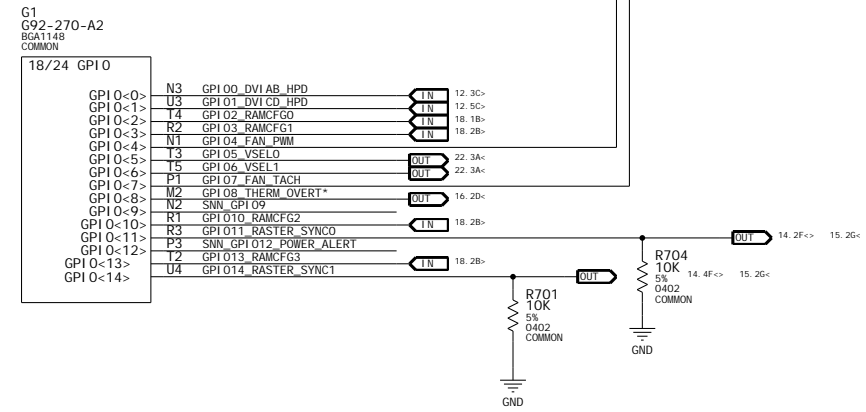 G1
G92-270-A2
BGA1148
COMMON
18/24 GPIO
GPIO<0> N3 GPIO0_DVIAB_HPD IN 12.3C>
GPIO<1> U3 GPIO1_DVICD_HPD IN 12.5C>
GPIO<2> T4 GPIO2_RAMCFG0 IN 18.1B>
GPIO<3> R2 GPIO3_RAMCFG1 IN 18.2B>
GPIO<4> N1 GPIO4_FAN_PWM
GPIO<5> T3 GPIO5_VSEL0 OUT 22.3A<
GPIO<6> T5 GPIO6_VSEL1 OUT 22.3A<
GPIO<7> P1 GPIO7_FAN_TACH
GPIO<8> M2 GPIO8_THERM_OVERT* OUT 16.2D<
GPIO<9> N2 SNN_GPIO9
GPIO<10> R1 GPIO10_RAMCFG2 IN 18.2B>
GPIO<11> R3 GPIO11_RASTER_SYNC0 OUT 14.2F<> 15.2G<
GPIO<12> P3 SNN_GPIO12_POWER_ALERT
GPIO<13> T2 GPIO13_RAMCFG3 IN 18.2B>
GPIO<14> U4 GPIO14_RASTER_SYNC1 OUT 14.4F<> 15.2G<
R704
10K
5%
0402
COMMON
GND
R701
10K
5%
0402
COMMON
GND